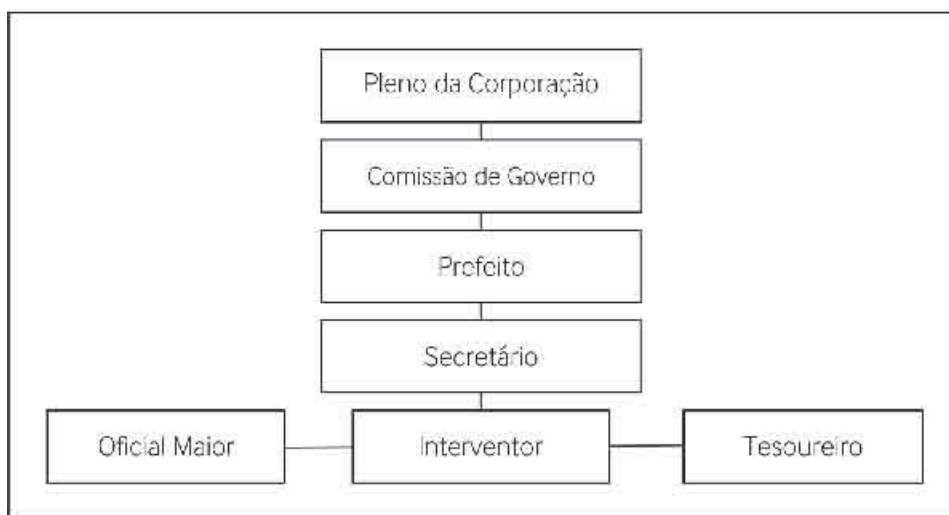 Pleno da Corporação
Comissão de Governo
Prefeito
Secretário
Oficial Maior
Interventor
Tesoureiro